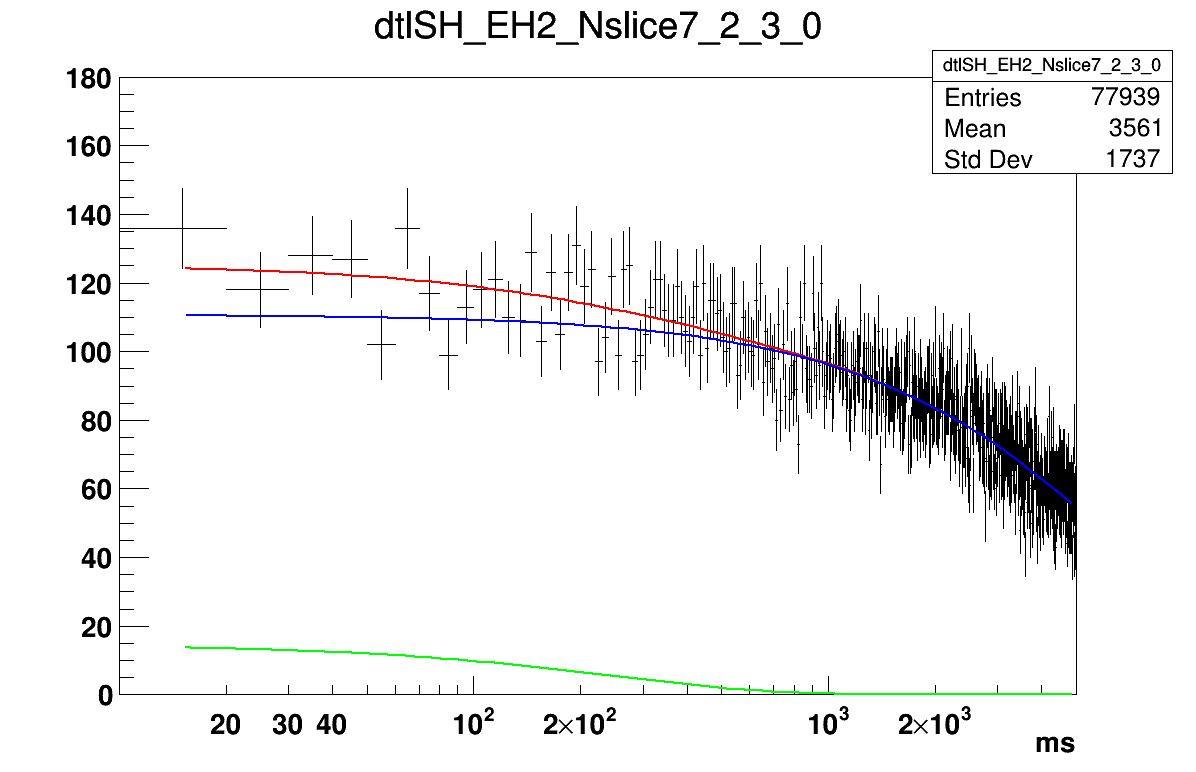 dtlSH_EH2_Nslice7_2_3_0
dtlSH_EH2_Nslice7_2_3_0
Entries 77939
Mean 3561
Std Dev 1737
180
160
140
120
100
80
60
40
20
0
20 30 40 10² 2×10² 10³ 2×10³
ms